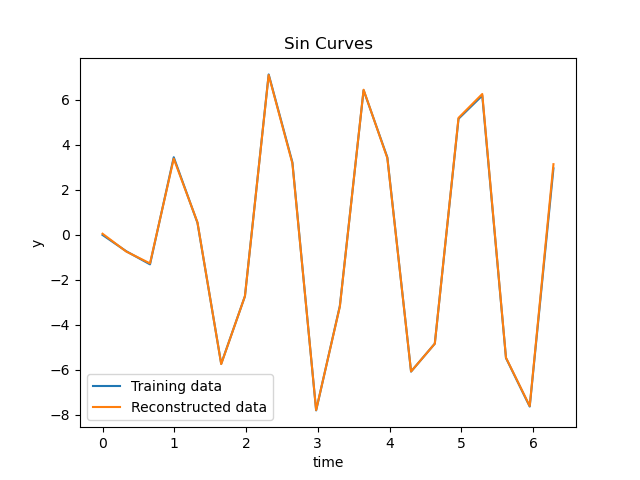 Sin Curves
6
4
2
0
−2
−4
−6
−8
y
Training data
Reconstructed data
0 1 2 3 4 5 6
time